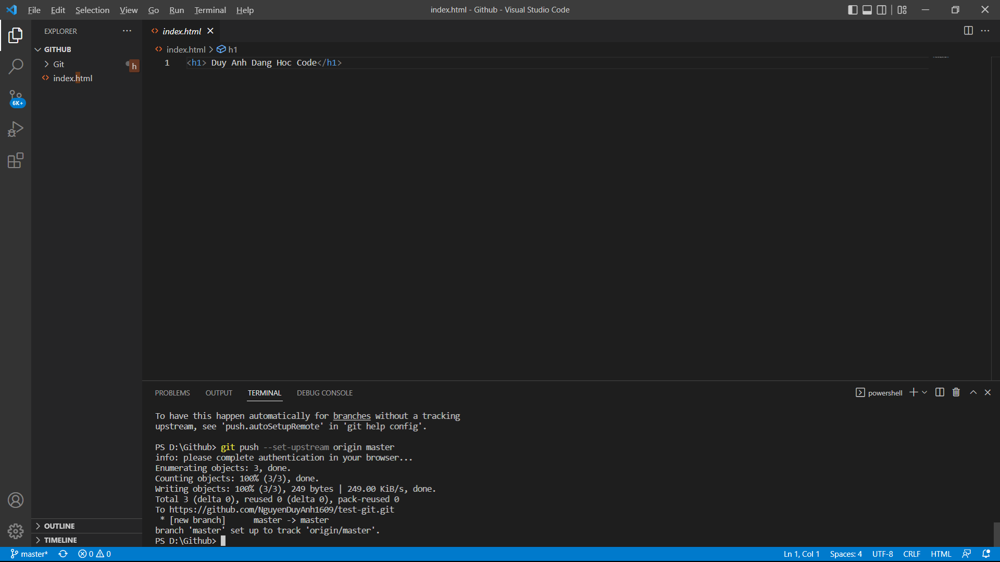 File Edit Selection View Go Run Terminal Help
index.html - Github - Visual Studio Code
EXPLORER
GITHUB
Git
h
index.html
6K+
OUTLINE
TIMELINE
index.html
index.html > h1
1 <h1> Duy Anh Dang Hoc Code</h1>
PROBLEMS OUTPUT TERMINAL DEBUG CONSOLE
powershell
To have this happen automatically for branches without a tracking
upstream, see 'push.autoSetupRemote' in 'git help config'.
PS D:\Github> git push --set-upstream origin master
info: please complete authentication in your browser...
Enumerating objects: 3, done.
Counting objects: 100% (3/3), done.
Writing objects: 100% (3/3), 249 bytes | 249.00 KiB/s, done.
Total 3 (delta 0), reused 0 (delta 0), pack-reused 0
To https://github.com/NguyenDuyAnh1609/test-git.git
* [new branch] master -> master
branch 'master' set up to track 'origin/master'.
PS D:\Github>
master* 0 0
Ln 1, Col 1 Spaces: 4 UTF-8 CRLF HTML